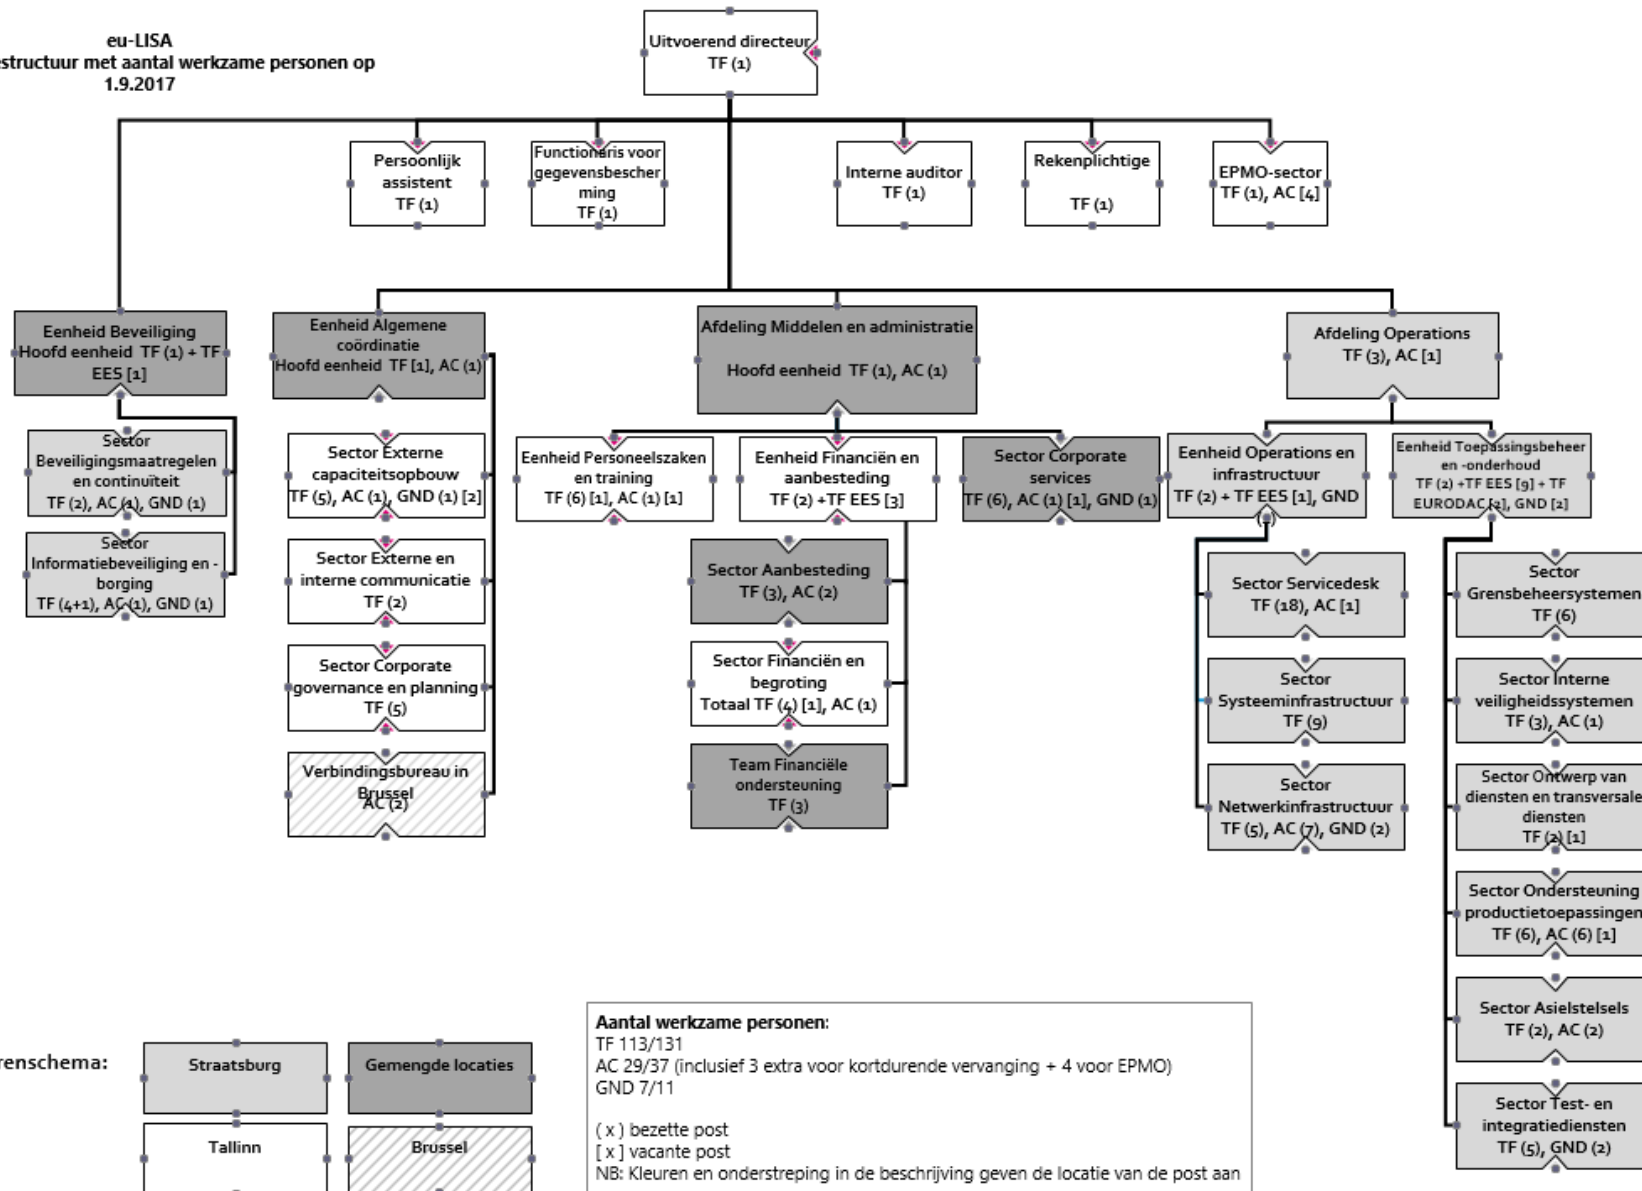 eu-LISA
estructuur met aantal werkzame personen op
1.9.2017
Uitvoerend directeur
TF (1)
Persoonlijk
assistent
TF (1)
Functionaris voor
gegevensbescher
ming
TF (1)
Interne auditor
TF (1)
Rekenplichtige
TF (1)
EPMO-sector
TF (1), AC [4]
Eenheid Beveiliging
Hoofd eenheid TF (1) + TF
EES [1]
Sector
Beveiligingsmaatregelen
en continuïteit
TF (2), AC (1), GND (1)
Sector
Informatiebeveiliging en -
borging
TF (4+1), AC (1), GND (1)
Eenheid Algemene
coördinatie
Hoofd eenheid TF [1], AC (1)
Sector Externe
capaciteitsopbouw
TF (5), AC (1), GND (1) [2]
Sector Externe en
interne communicatie
TF (2)
Sector Corporate
governance en planning
TF (5)
Verbindingsbureau in
Brussel
AC (2)
Afdeling Middelen en administratie
Hoofd eenheid TF (1), AC (1)
Eenheid Personeelszaken
en training
TF (6) [1], AC (1) [1]
Eenheid Financiën en
aanbesteding
TF (2) +TF EES [3]
Sector Corporate
services
TF (6), AC (1) [1], GND (1)
Sector Aanbesteding
TF (3), AC (2)
Sector Financiën en
begroting
Totaal TF (4) [1], AC (1)
Team Financiële
ondersteuning
TF (3)
Afdeling Operations
TF (3), AC [1]
Eenheid Operations en
infrastructuur
TF (2) + TF EES [1], GND
Sector Servicedesk
TF (18), AC [1]
Sector
Systeeminfrastructuur
TF (9)
Sector
Netwerkinfrastructuur
TF (5), AC (7), GND (2)
Eenheid Toepassingsbeheer
en -onderhoud
TF (2) +TF EES [9] + TF
EURODAC [2], GND [2]
Sector
Grensbeheersystemen
TF (6)
Sector Interne
veiligheidssystemen
TF (3), AC (1)
Sector Ontwerp van
diensten en transversale
diensten
TF (2) [1]
Sector Ondersteuning
productietoepassingen
TF (6), AC (6) [1]
Sector Asielstelsels
TF (2), AC (2)
Sector Test- en
integratiediensten
TF (5), GND (2)
renschema:
Straatsburg
Gemengde locaties
Tallinn
Brussel
Aantal werkzame personen:
TF 113/131
AC 29/37 (inclusief 3 extra voor kortdurende vervanging + 4 voor EPMO)
GND 7/11
( x ) bezette post
[ x ] vacante post
NB: Kleuren en onderstreping in de beschrijving geven de locatie van de post aan